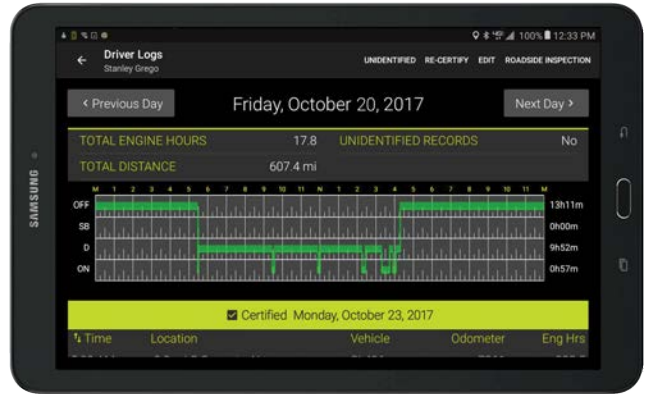 100% 12:33 PM
Driver Logs
Stanley Grego
UNIDENTIFIED RE-CERTIFY EDIT ROADSIDE INSPECTION
< Previous Day Friday, October 20, 2017 Next Day >
TOTAL ENGINE HOURS 17.8 UNIDENTIFIED RECORDS No
TOTAL DISTANCE 607.4 mi
M 1 2 3 4 5 6 7 8 9 10 11 N 1 2 3 4 5 6 7 8 9 10 11 M
OFF 13h11m
SB 0h00m
D 9h52m
ON 0h57m
Certified Monday, October 23, 2017
Time Location Vehicle Odometer Eng Hrs
SAMSUNG